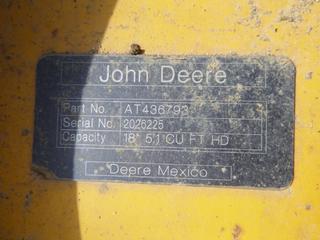 John Deere
Part No. AT436793
Serial No. 2026225
Capacity 18" 5.1 CU FT HD
Deere Mexico